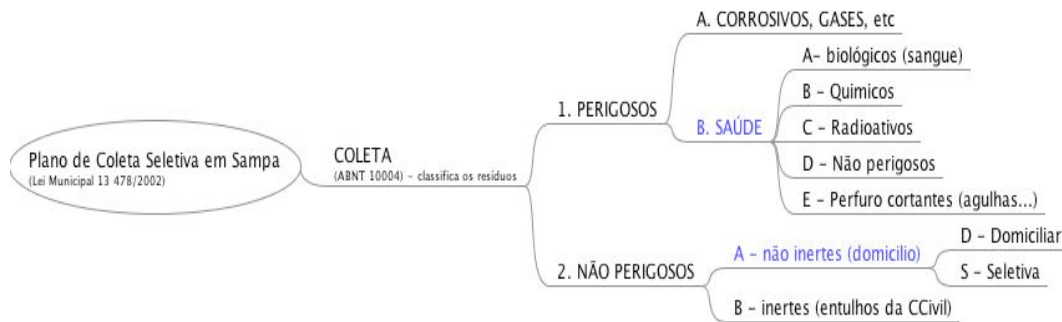 Plano de Coleta Seletiva em Sampa
(Lei Municipal 13 478/2002)
COLETA
(ABNT 10004) – classifica os resíduos
1. PERIGOSOS
A. CORROSIVOS, GASES, etc
B. SAÚDE
A– biológicos (sangue)
B – Quimicos
C – Radioativos
D – Não perigosos
E – Perfuro cortantes (agulhas...)
2. NÃO PERIGOSOS
A – não inertes (domicilio)
D – Domiciliar
S – Seletiva
B – inertes (entulhos da CCivil)